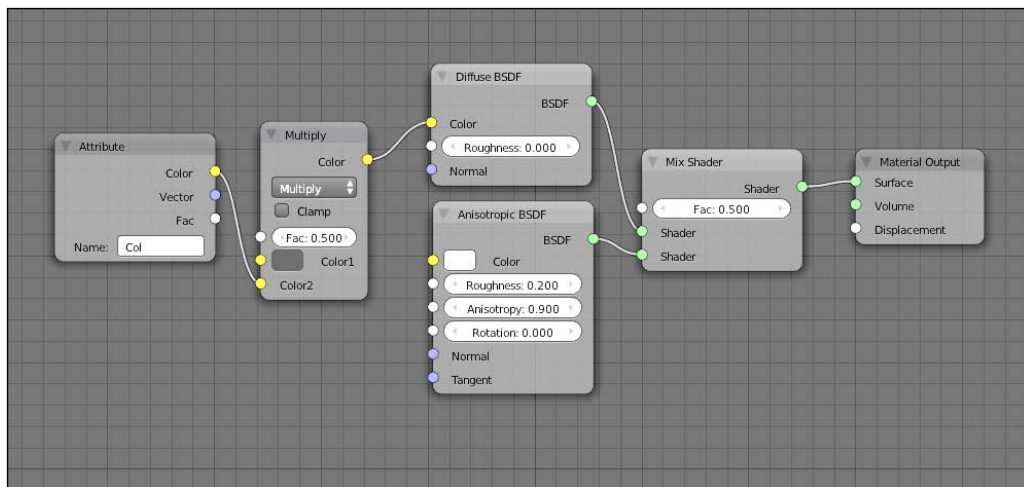 Attribute
Color
Vector
Fac
Name: Col
Multiply
Color
Multiply
Clamp
Fac: 0.500
Color1
Color2
Diffuse BSDF
BSDF
Color
Roughness: 0.000
Normal
Anisotropic BSDF
BSDF
Color
Roughness: 0.200
Anisotropy: 0.900
Rotation: 0.000
Normal
Tangent
Mix Shader
Shader
Fac: 0.500
Shader
Shader
Material Output
Surface
Volume
Displacement